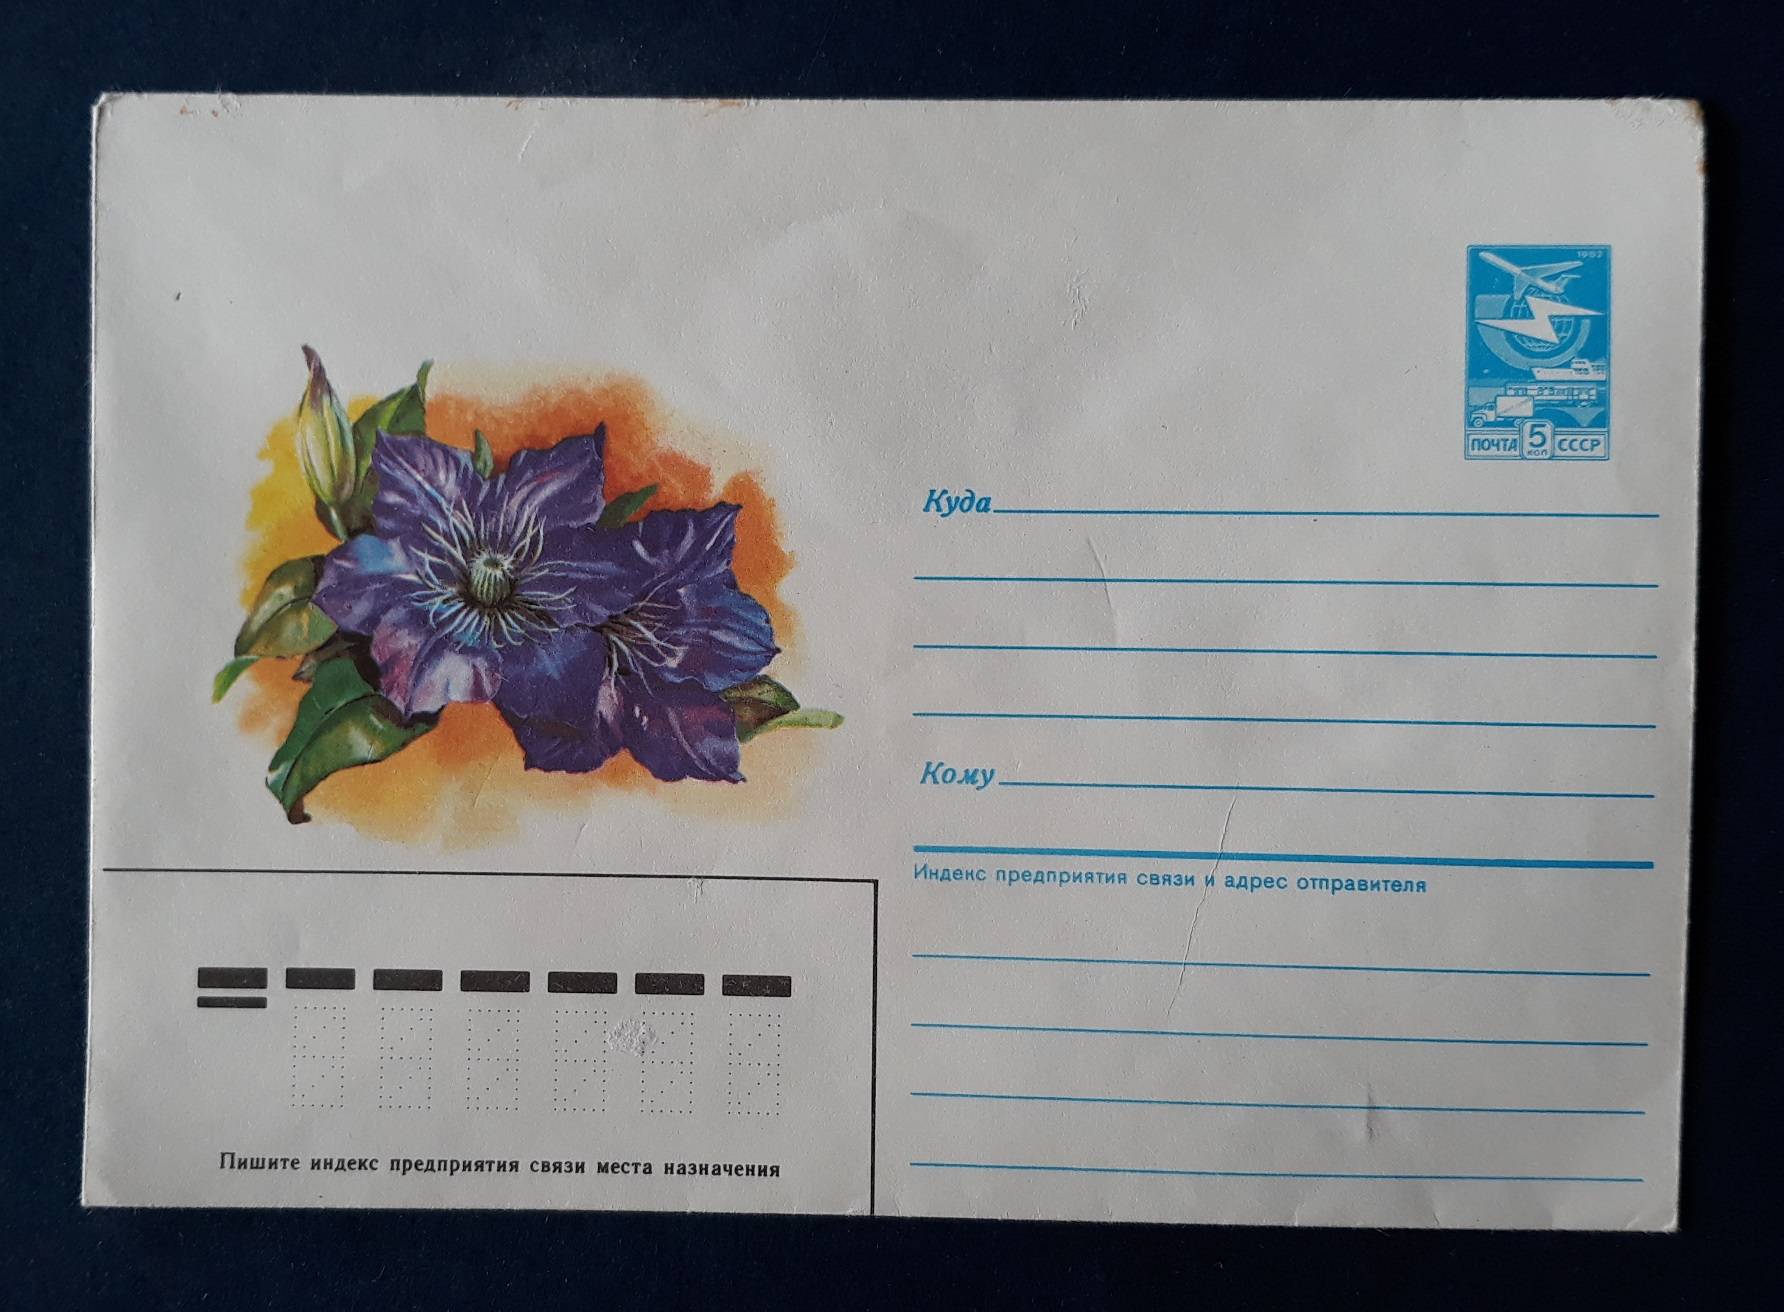 1982
ПОЧТА 5 КОП СССР
Куда
Кому
Индекс предприятия связи и адрес отправителя
Пишите индекс предприятия связи места назначения